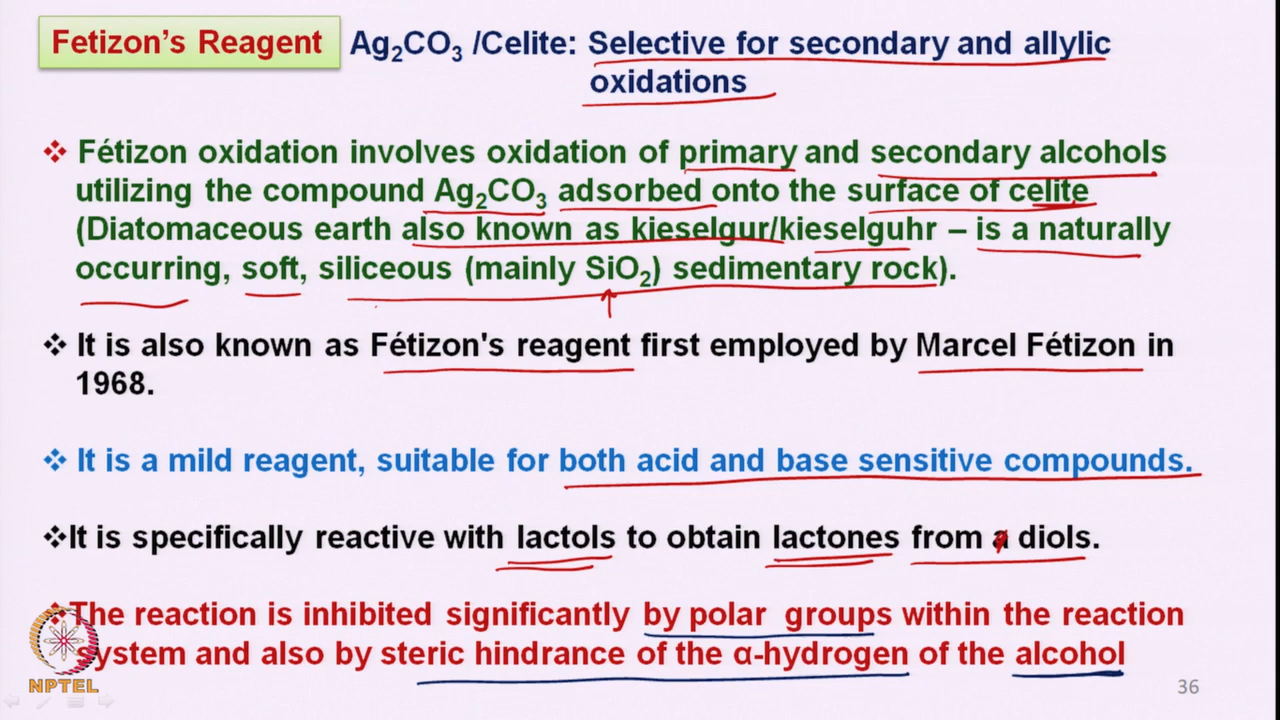 Fetizon's Reagent Ag2CO3 /Celite: Selective for secondary and allylic
oxidations
❖ Fétizon oxidation involves oxidation of primary and secondary alcohols
utilizing the compound Ag2CO3 adsorbed onto the surface of celite
(Diatomaceous earth also known as kieselgur/kieselguhr – is a naturally
occurring, soft, siliceous (mainly SiO2) sedimentary rock).
❖ It is also known as Fétizon's reagent first employed by Marcel Fétizon in
1968.
❖ It is a mild reagent, suitable for both acid and base sensitive compounds.
❖It is specifically reactive with lactols to obtain lactones from a diols.
❖The reaction is inhibited significantly by polar groups within the reaction
system and also by steric hindrance of the α-hydrogen of the alcohol
NPTEL
36